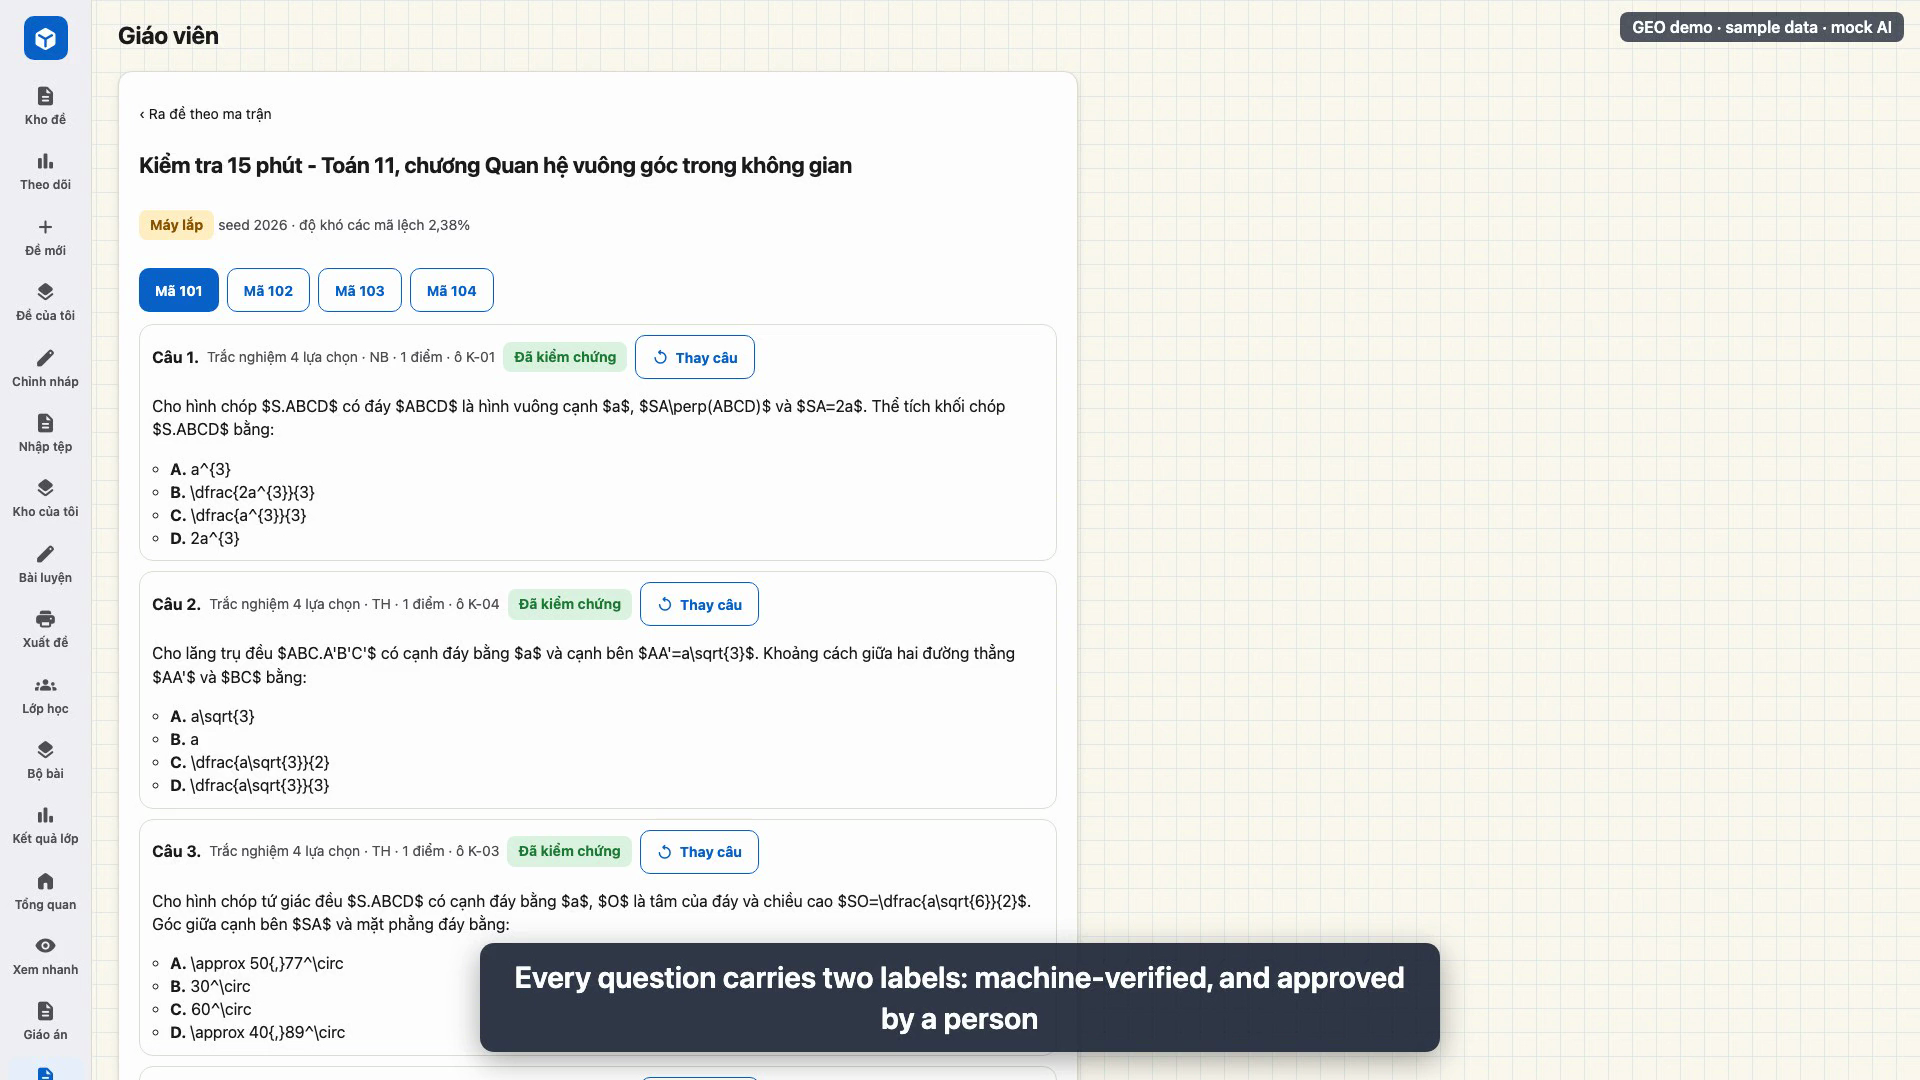 Giáo viên
GEO demo · sample data · mock AI
Kho đề
Theo dõi
Đề mới
Đề của tôi
Chỉnh nháp
Nhập tệp
Kho của tôi
Bài luyện
Xuất đề
Lớp học
Bộ bài
Kết quả lớp
Tổng quan
Xem nhanh
Giáo án
‹ Ra đề theo ma trận
Kiểm tra 15 phút - Toán 11, chương Quan hệ vuông góc trong không gian
Máy lắp seed 2026 · độ khó các mã lệch 2,38%
Mã 101 Mã 102 Mã 103 Mã 104
Câu 1. Trắc nghiệm 4 lựa chọn · NB · 1 điểm · ô K-01 Đã kiểm chứng Thay câu
Cho hình chóp $S.ABCD$ có đáy $ABCD$ là hình vuông cạnh $a$, $SA\perp(ABCD)$ và $SA=2a$. Thể tích khối chóp
$S.ABCD$ bằng:
A. a^{3}
B. \dfrac{2a^{3}}{3}
C. \dfrac{a^{3}}{3}
D. 2a^{3}
Câu 2. Trắc nghiệm 4 lựa chọn · TH · 1 điểm · ô K-04 Đã kiểm chứng Thay câu
Cho lăng trụ đều $ABC.A'B'C'$ có cạnh đáy bằng $a$ và cạnh bên $AA'=a\sqrt{3}$. Khoảng cách giữa hai đường thẳng
$AA'$ và $BC$ bằng:
A. a\sqrt{3}
B. a
C. \dfrac{a\sqrt{3}}{2}
D. \dfrac{a\sqrt{3}}{3}
Câu 3. Trắc nghiệm 4 lựa chọn · TH · 1 điểm · ô K-03 Đã kiểm chứng Thay câu
Cho hình chóp tứ giác đều $S.ABCD$ có cạnh đáy bằng $a$, $O$ là tâm của đáy và chiều cao $SO=\dfrac{a\sqrt{6}}{2}$.
Góc giữa cạnh bên $SA$ và mặt phẳng đáy bằng:
A. \approx 50{,}77^\circ
B. 30^\circ
C. 60^\circ
D. \approx 40{,}89^\circ
Every question carries two labels: machine-verified, and approved
by a person